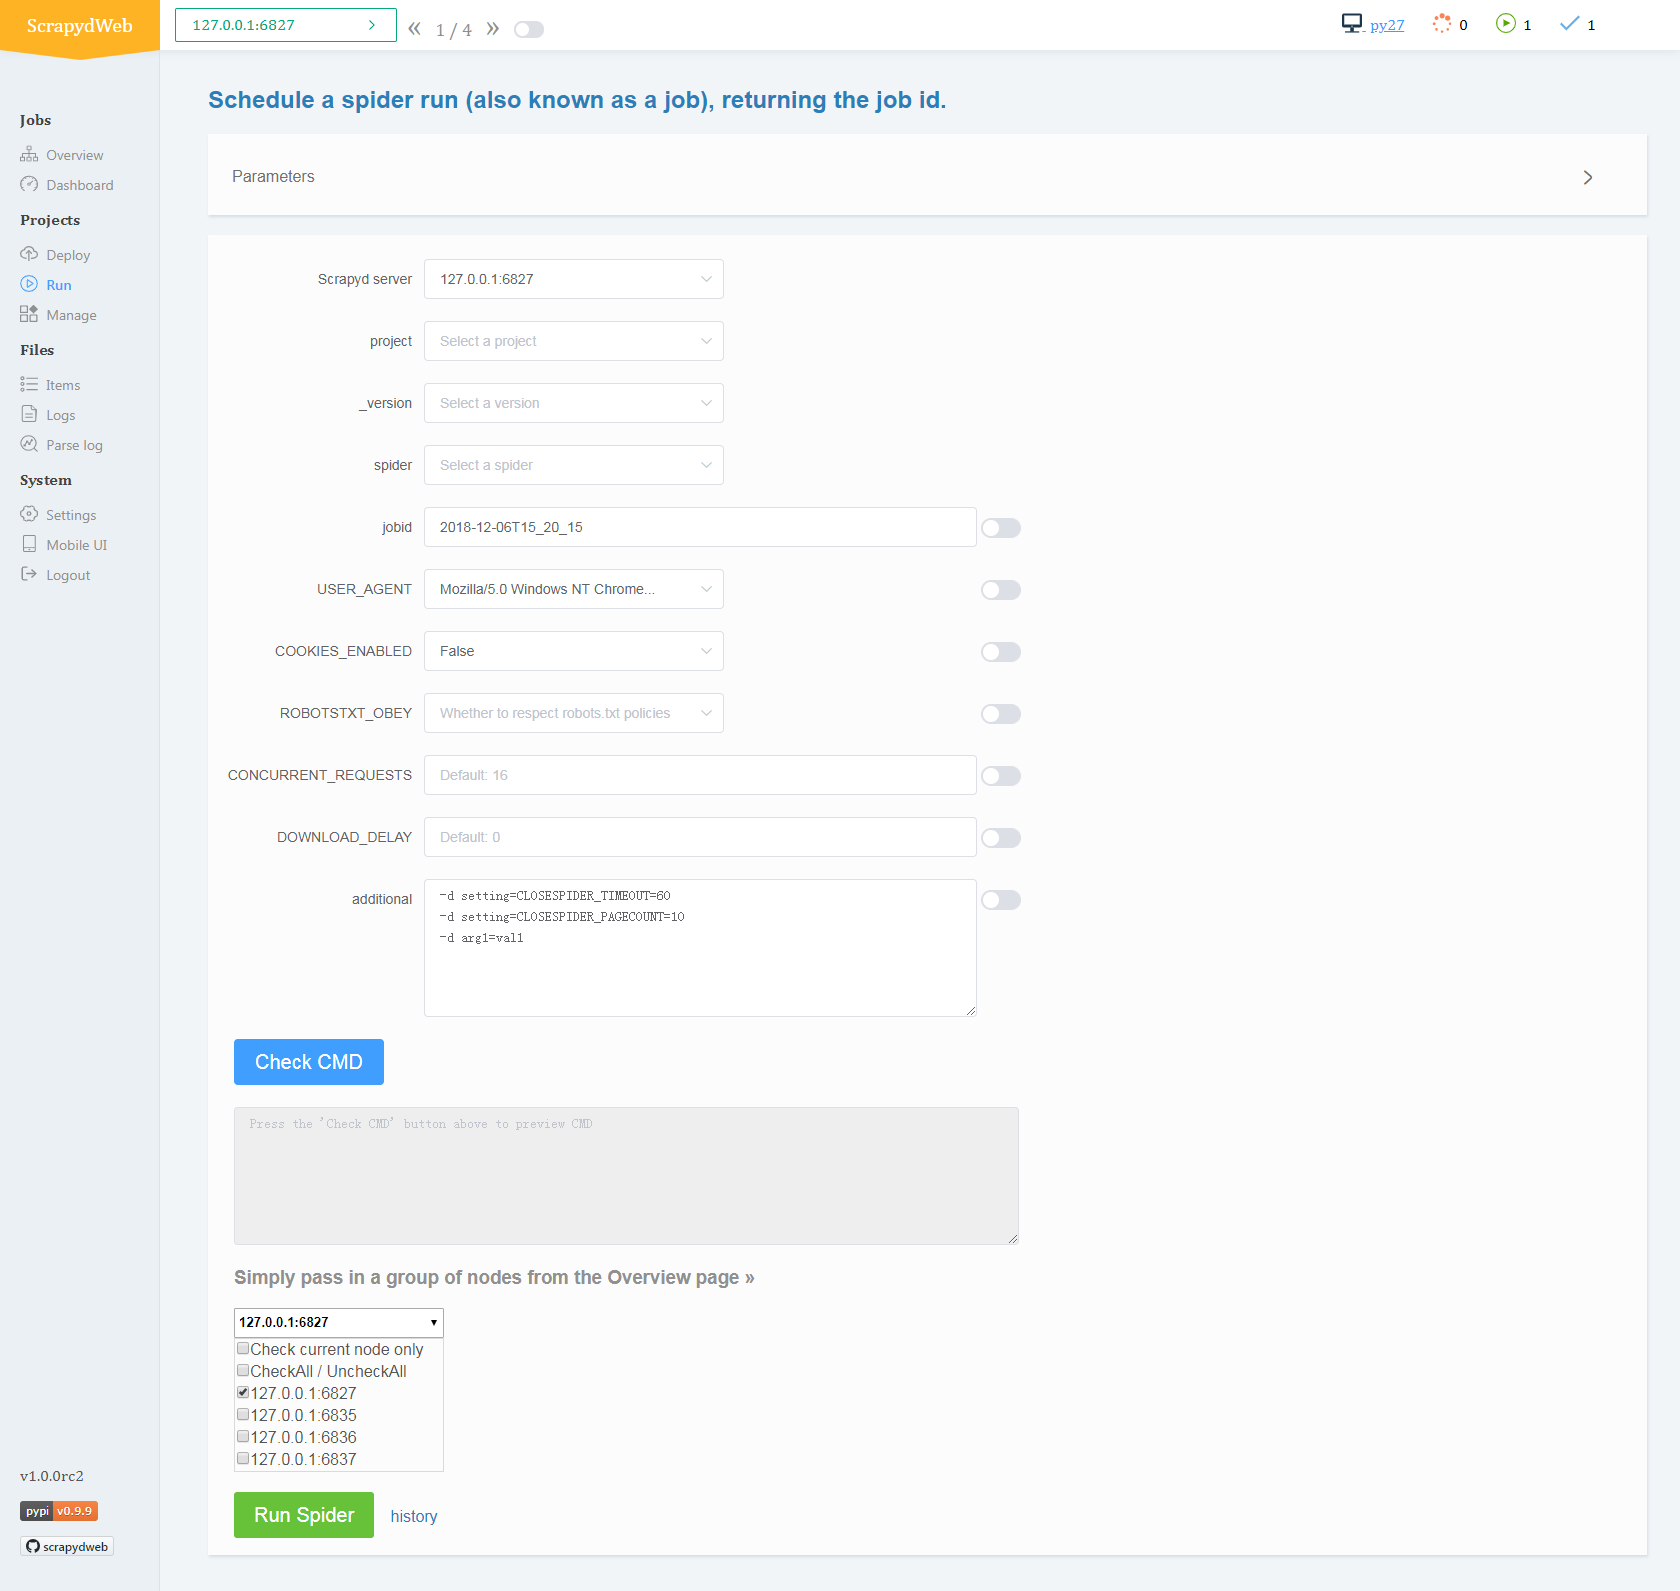 ScrapydWeb
127.0.0.1:6827
« 1 / 4 »
py27
0
1
1
Jobs
Overview
Dashboard
Projects
Deploy
Run
Manage
Files
Items
Logs
Parse log
System
Settings
Mobile UI
Logout
v1.0.0rc2
pypi v0.9.9
scrapydweb
Schedule a spider run (also known as a job), returning the job id.
Parameters
Scrapyd server 127.0.0.1:6827
project Select a project
_version Select a version
spider Select a spider
jobid 2018-12-06T15_20_15
USER_AGENT Mozilla/5.0 Windows NT Chrome...
COOKIES_ENABLED False
ROBOTSTXT_OBEY Whether to respect robots.txt policies
CONCURRENT_REQUESTS Default: 16
DOWNLOAD_DELAY Default: 0
additional -d setting=CLOSESPIDER_TIMEOUT=60
-d setting=CLOSESPIDER_PAGECOUNT=10
-d arg1=val1
Check CMD
Press the 'Check CMD' button above to preview CMD
Simply pass in a group of nodes from the Overview page »
127.0.0.1:6827
Check current node only
CheckAll / UncheckAll
127.0.0.1:6827
127.0.0.1:6835
127.0.0.1:6836
127.0.0.1:6837
Run Spider history